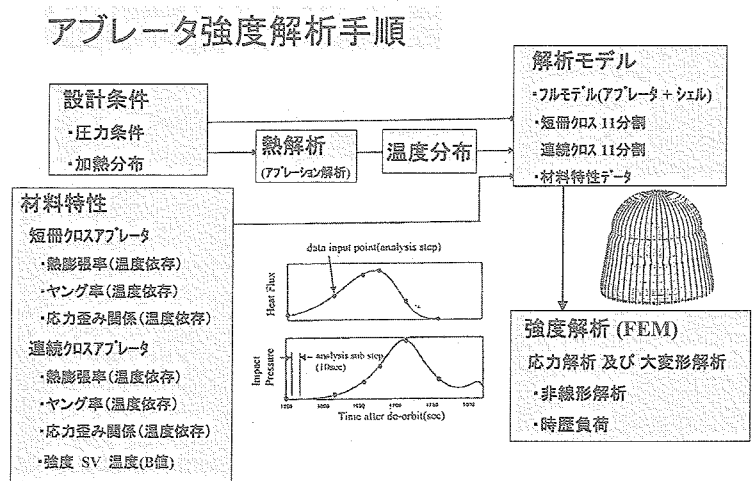 アブレータ強度解析手順
設計条件
・圧力条件
・加熱分布
熱解析
(アブレーション解析)
温度分布
解析モデル
・フルモデル(アブレータ + シェル)
・短冊クロス 11分割
連続クロス 11分割
・材料特性データ
材料特性
短冊クロスアブレータ
・熱膨張率(温度依存)
・ヤング率(温度依存)
・応力歪み関係(温度依存)
連続クロスアブレータ
・熱膨張率(温度依存)
・ヤング率(温度依存)
・応力歪み関係(温度依存)
・強度 SV 温度(B値)
data input point(analysis step)
Heat Flux
analysis sub step
(10sec)
Impact
Pressure
Time after de-orbit(sec)
強度解析 (FEM)
応力解析 及び 大変形解析
・非線形解析
・時歴負荷